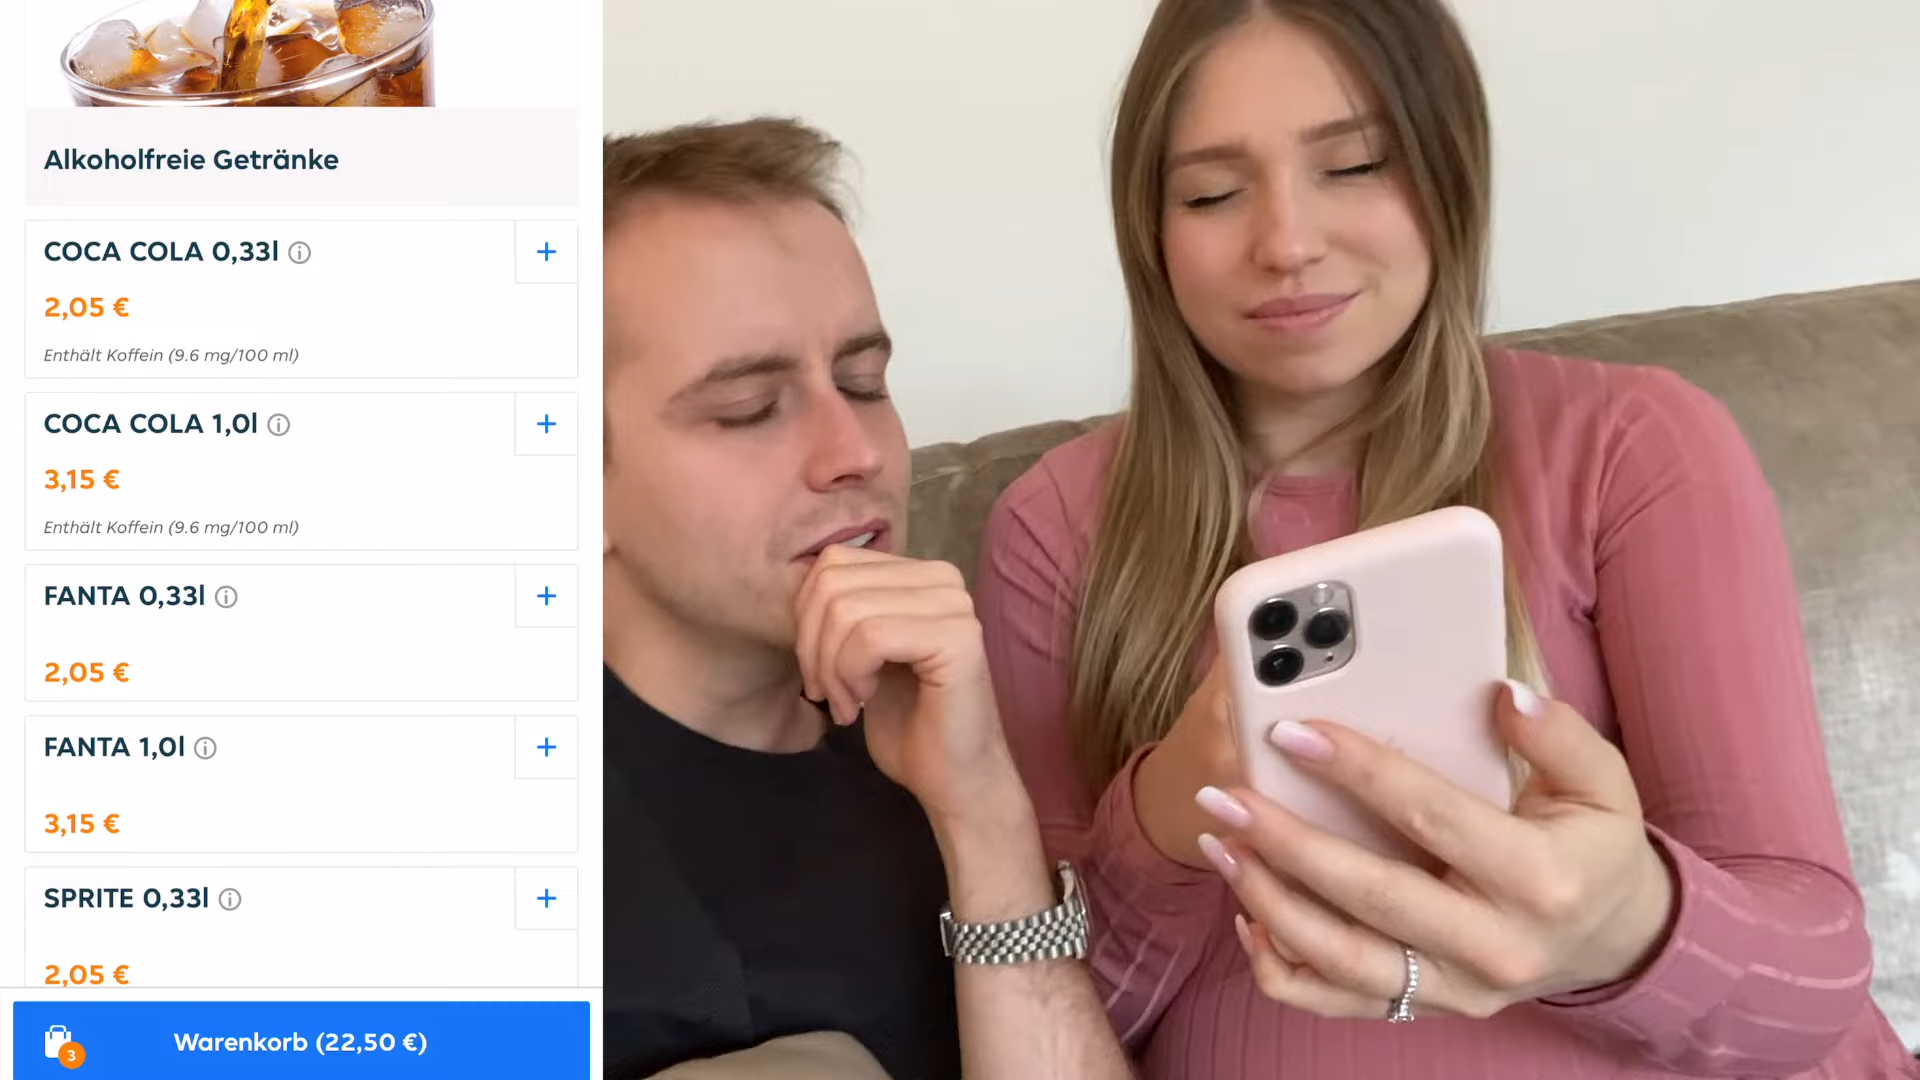 Alkoholfreie Getränke
COCA COLA 0,33l
2,05 €
Enthält Koffein (9.6 mg/100 ml)
COCA COLA 1,0l
3,15 €
Enthält Koffein (9.6 mg/100 ml)
FANTA 0,33l
2,05 €
FANTA 1,0l
3,15 €
SPRITE 0,33l
2,05 €
3
Warenkorb (22,50 €)